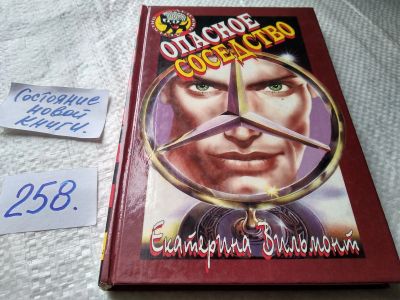 ОПАСНОЕ
СОСЕДСТВО
Екатерина Вильмонт
Состояние
новой
книги.
258.